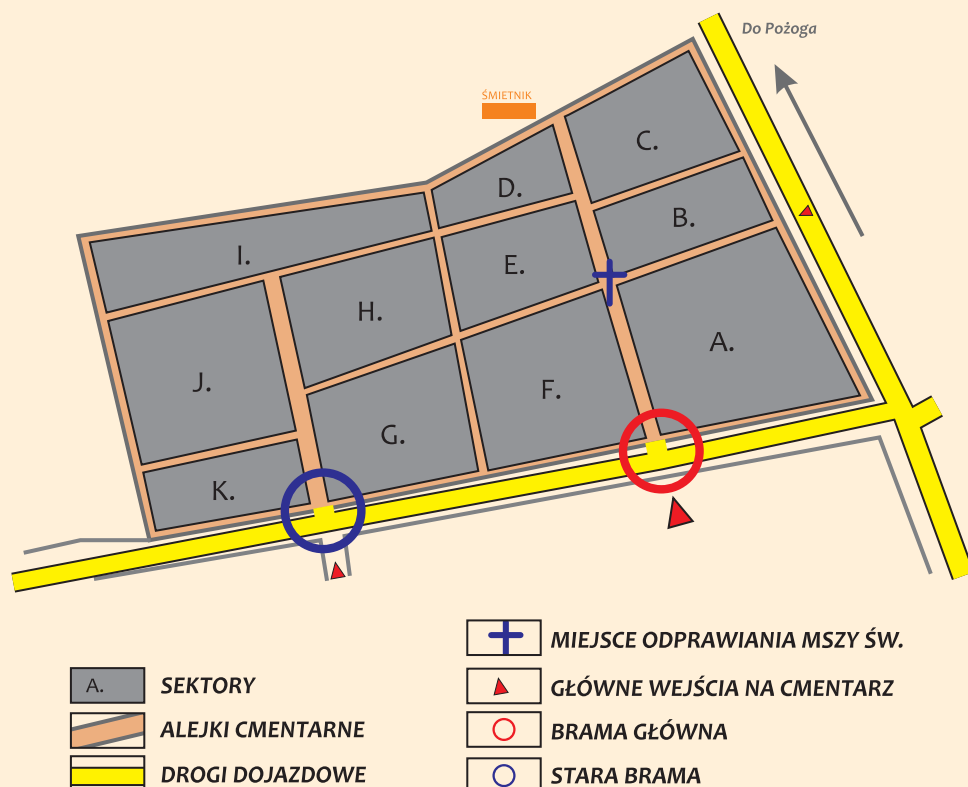 Do Pożoga
ŚMIETNIK
C.
D.
B.
I.
E.
H.
A.
J.
F.
G.
K.
MIEJSCE ODPRAWIANIA MSZY ŚW.
A.
SEKTORY
GŁÓWNE WEJŚCIA NA CMENTARZ
ALEJKI CMENTARNE
BRAMA GŁÓWNA
DROGI DOJAZDOWE
STARA BRAMA